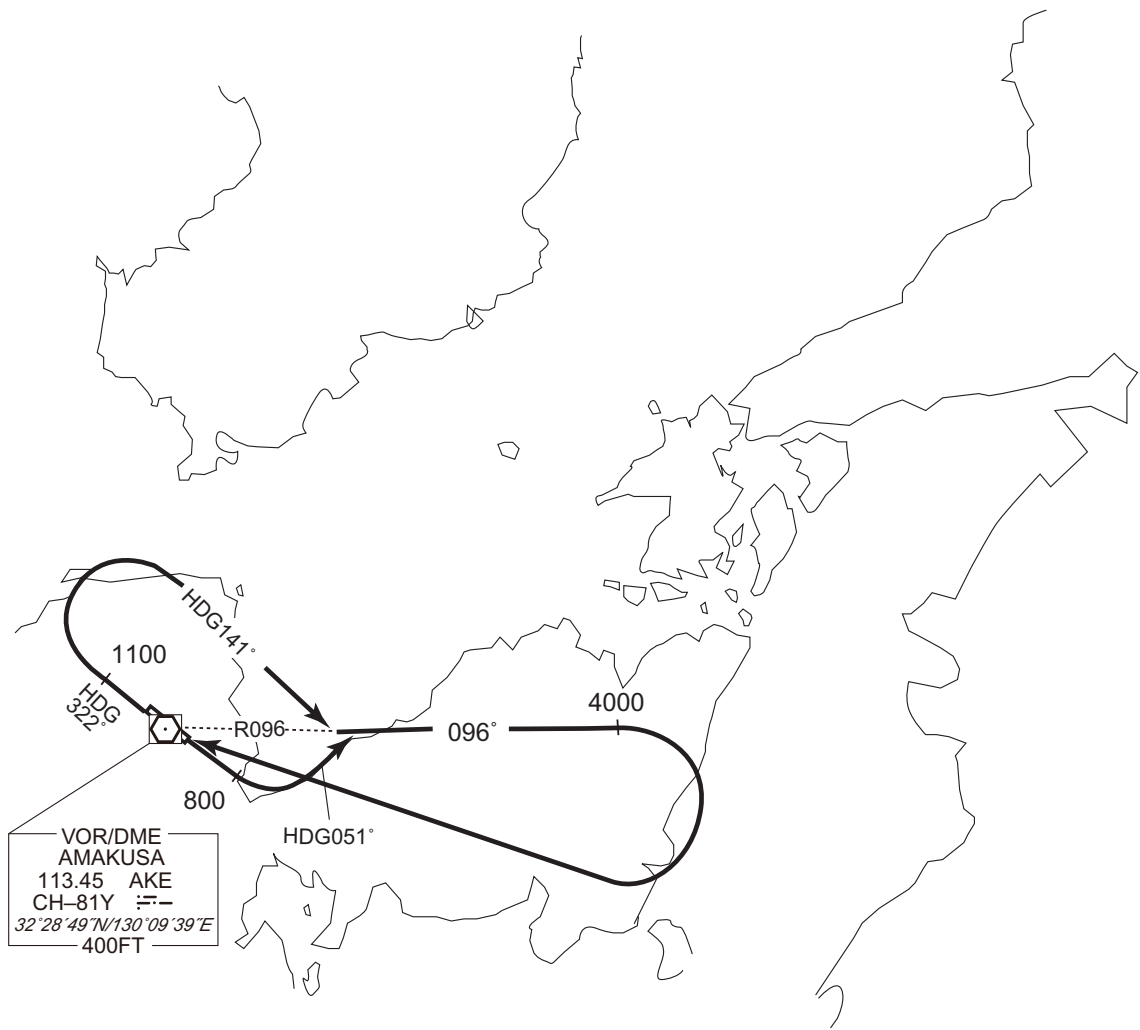 HDG141°
1100
HDG
322°
4000
R096
096°
800
HDG051°
VOR/DME
AMAKUSA
113.45 AKE
CH–81Y
32°28´49˝N/130°09´39˝E
400FT